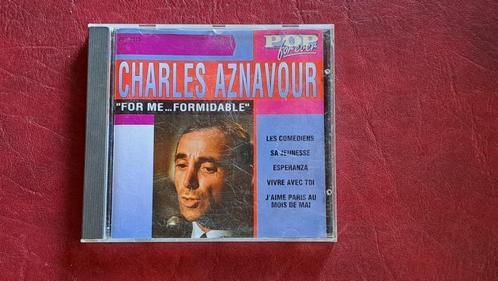 POP
forever
CHARLES AZNAVOUR
"FOR ME...FORMIDABLE"
LES COMEDIENS
SA JEUNESSE
ESPERANZA
VIVRE AVEC TOI
J'AIME PARIS AU
MOIS DE MAI